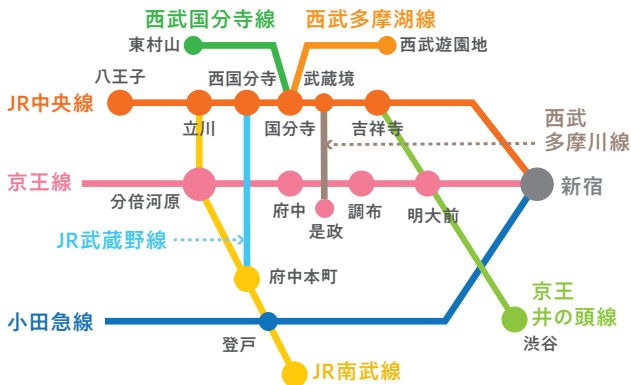 西武国分寺線
西武多摩湖線
東村山
西武遊園地
八王子
西国分寺
武蔵境
JR中央線
立川
国分寺
吉祥寺
西武
多摩川線
京王線
新宿
分倍河原
府中
調布
明大前
是政
JR武蔵野線
府中本町
京王
井の頭線
小田急線
登戸
渋谷
JR南武線